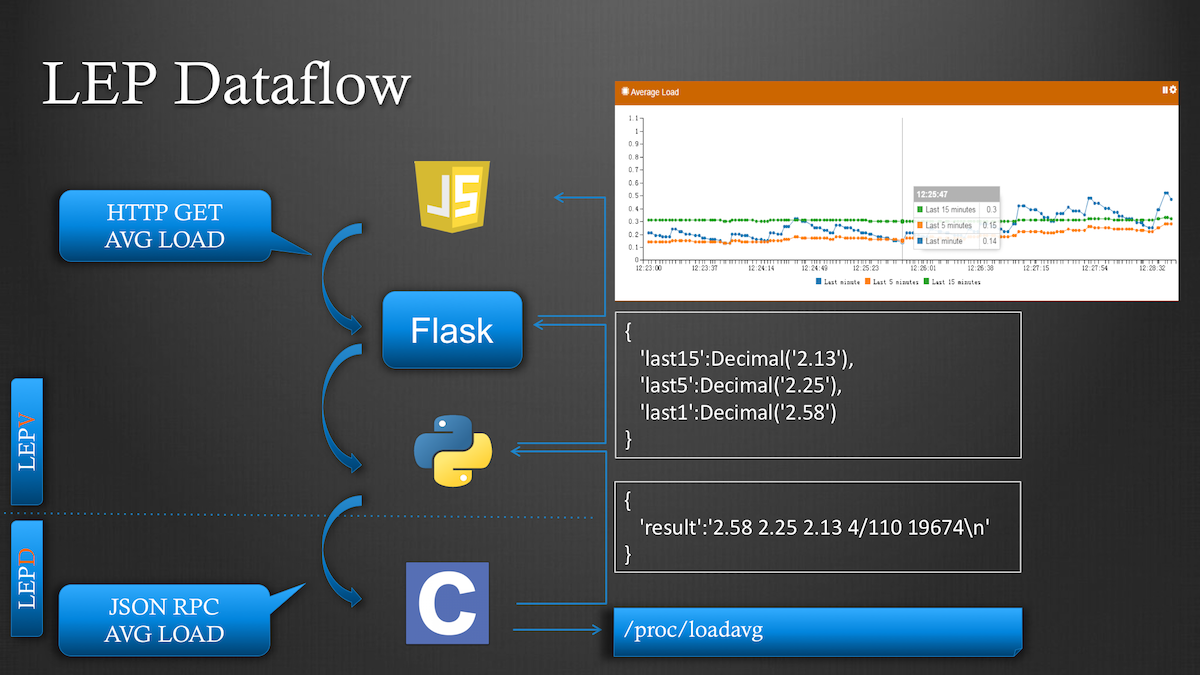 LEP Dataflow
HTTP GET
AVG LOAD
JS
Flask
LEPV
LEPD
JSON RPC
AVG LOAD
C
Average Load
1.1
1
0.9
0.8
0.7
0.6
0.5
0.4
0.3
0.2
0.1
0
12:23:00 12:23:37 12:24:14 12:24:49 12:25:23 12:26:01 12:26:38 12:27:15 12:27:54 12:28:32
12:25:47
Last 15 minutes 0.3
Last 5 minutes 0.15
Last minute 0.14
Last minute Last 5 minutes Last 15 minutes
{
'last15':Decimal('2.13'),
'last5':Decimal('2.25'),
'last1':Decimal('2.58')
}
{
'result':'2.58 2.25 2.13 4/110 19674\n'
}
/proc/loadavg